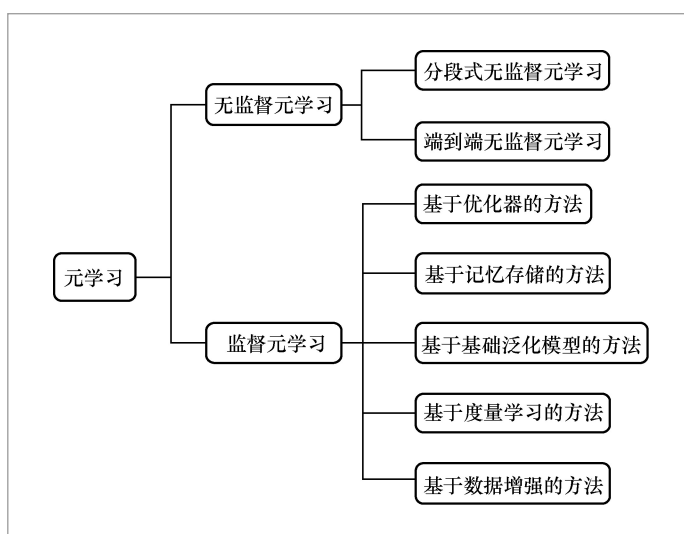 元学习
无监督元学习
分段式无监督元学习
端到端无监督元学习
监督元学习
基于优化器的方法
基于记忆存储的方法
基于基础泛化模型的方法
基于度量学习的方法
基于数据增强的方法